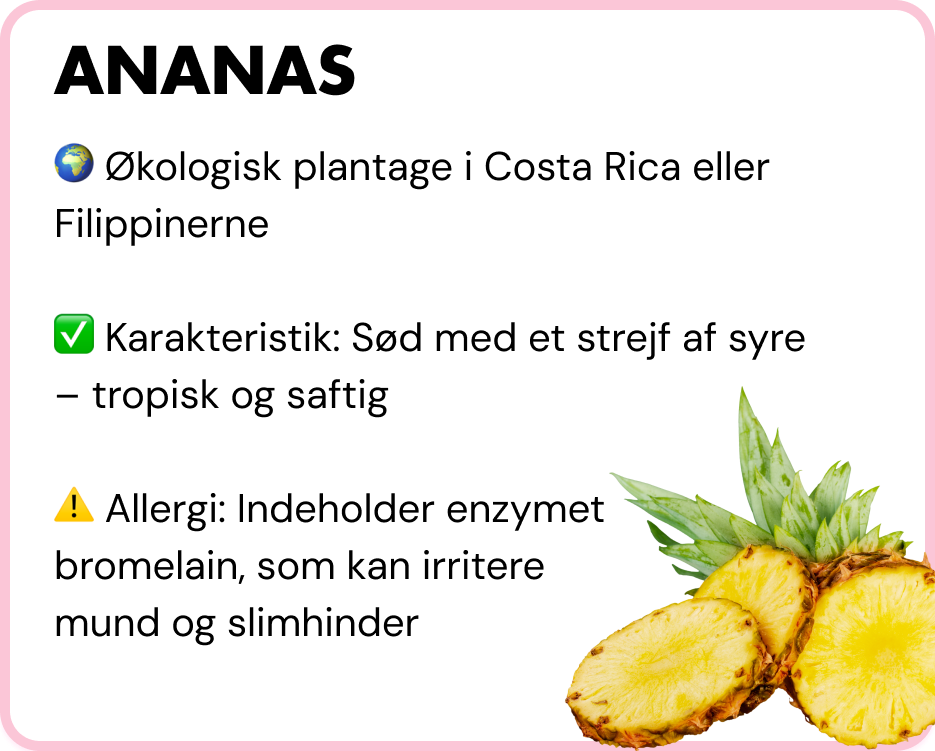 ANANAS
🌍 Økologisk plantage i Costa Rica eller
Filippinerne
✅ Karakteristik: Sød med et strejf af syre
– tropisk og saftig
⚠️ Allergi: Indeholder enzymet
bromelain, som kan irritere
mund og slimhinder